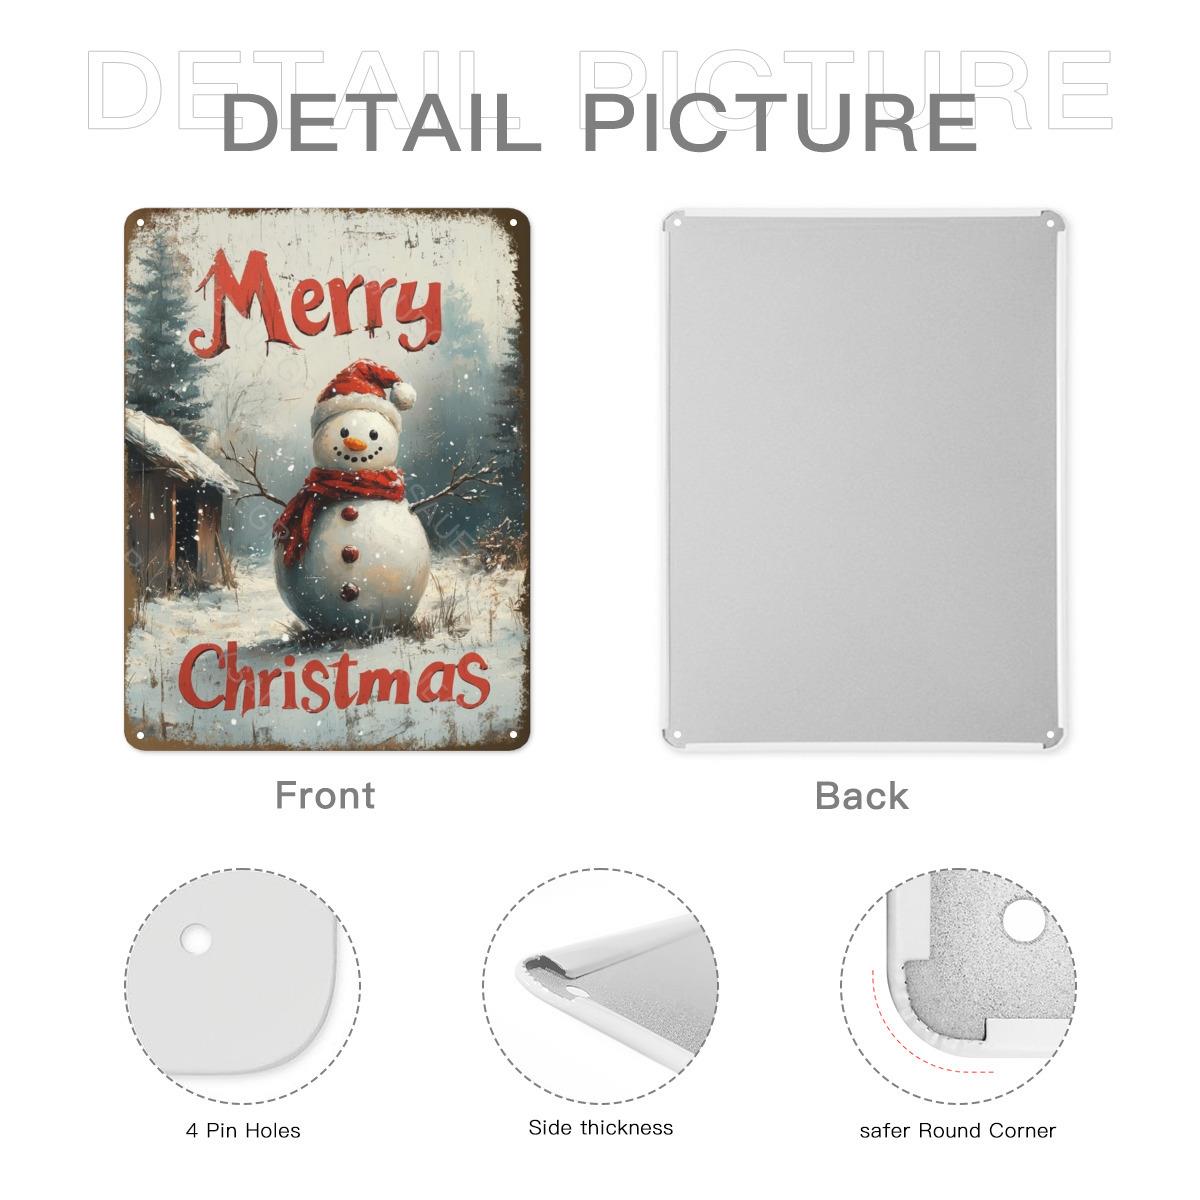 DETAIL PICTURE
DETAIL PICTURE
Merry
Christmas
Front
Back
4 Pin Holes
Side thickness
safer Round Corner